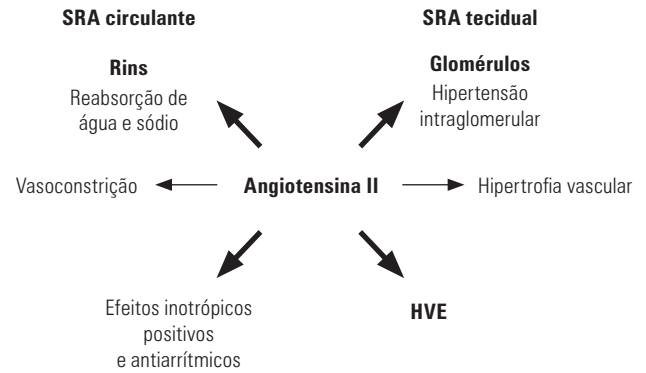 SRA circulante
SRA tecidual
Rins
Reabsorção de
água e sódio
Glomérulos
Hipertensão
intraglomerular
Vasoconstrição
Angiotensina II
Hipertrofia vascular
Efeitos inotrópicos
positivos
e antiarrítmicos
HVE